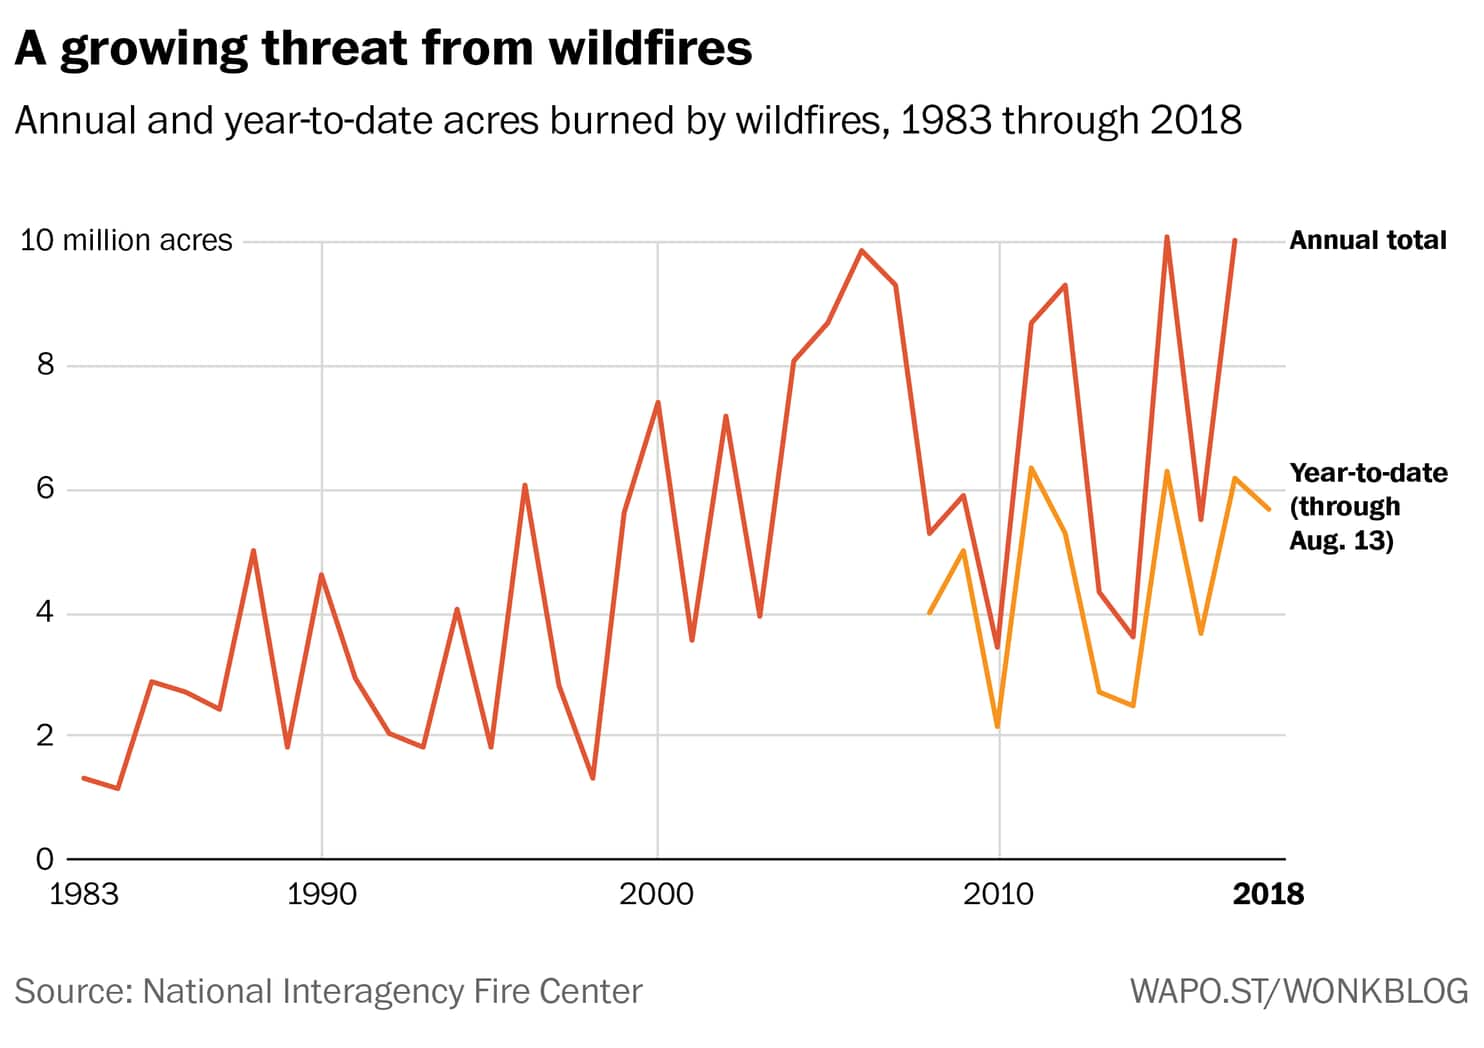 A growing threat from wildfires
Annual and year-to-date acres burned by wildfires, 1983 through 2018
10 million acres
Annual total
8
Year-to-date
(through
Aug. 13)
6
4
2
0
1983 1990 2000 2010 2018
Source: National Interagency Fire Center
WAPO.ST/WONKBLOG